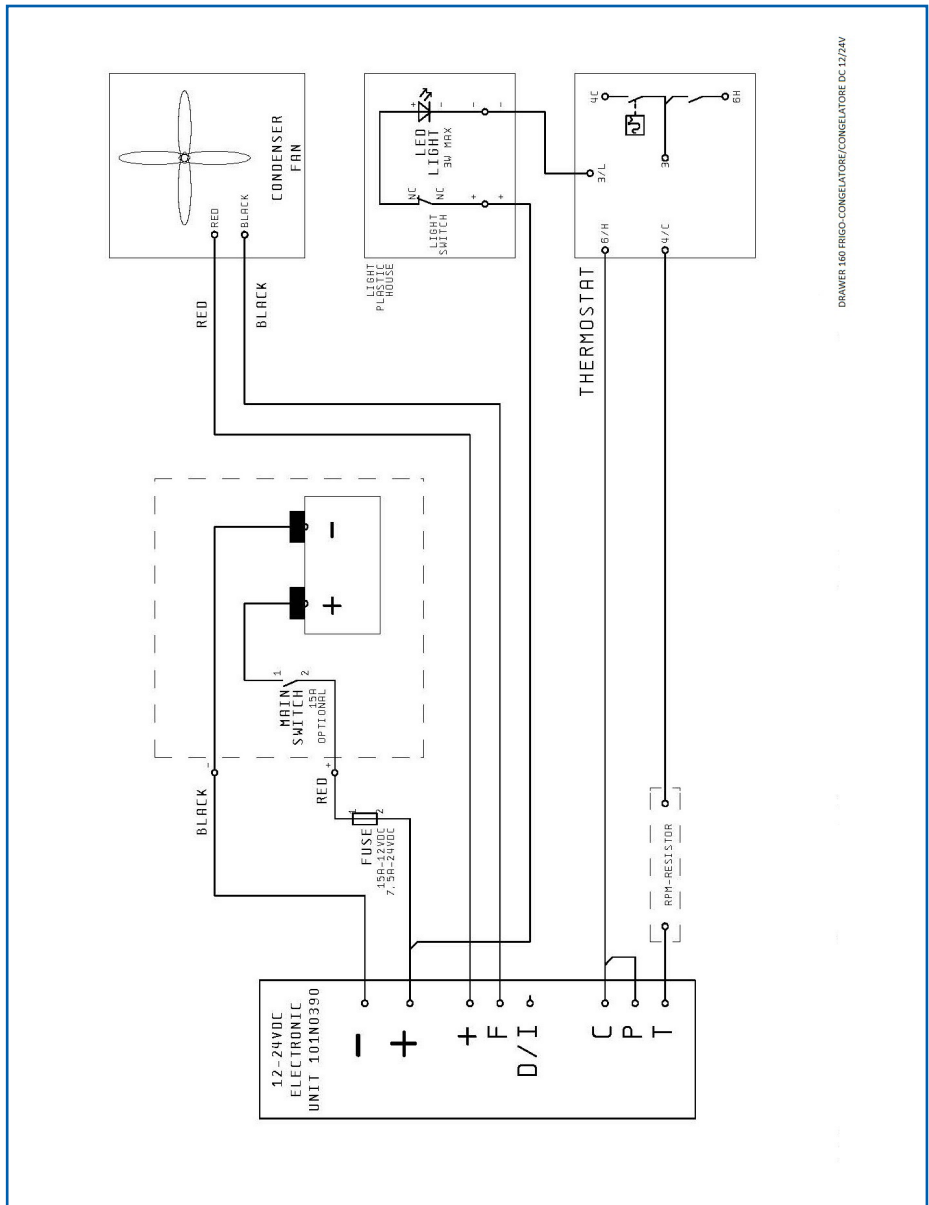 12-24VDC
ELECTRONIC
UNIT 101N0390
-
+
+
F
D/I
C
P
T
BLACK
-
RED
+
FUSE
15A-12VDC
7.5A-24VDC
1
2
MAIN
SWITCH
15A
OPTIONAL
1
2
+
-
RED
BLACK
RED
BLACK
CONDENSER
FAN
LIGHT
PLASTIC
HOUSE
LIGHT
SWITCH
NC
NC
+
+
LED
LIGHT
3W MAX
+
-
-
-
THERMOSTAT
6/H
4/C
3/L
3
4C
6H
RPM-RESISTOR
DRAWER 160 FRIGO-CONGELATORE/CONGELATORE DC 12/24V